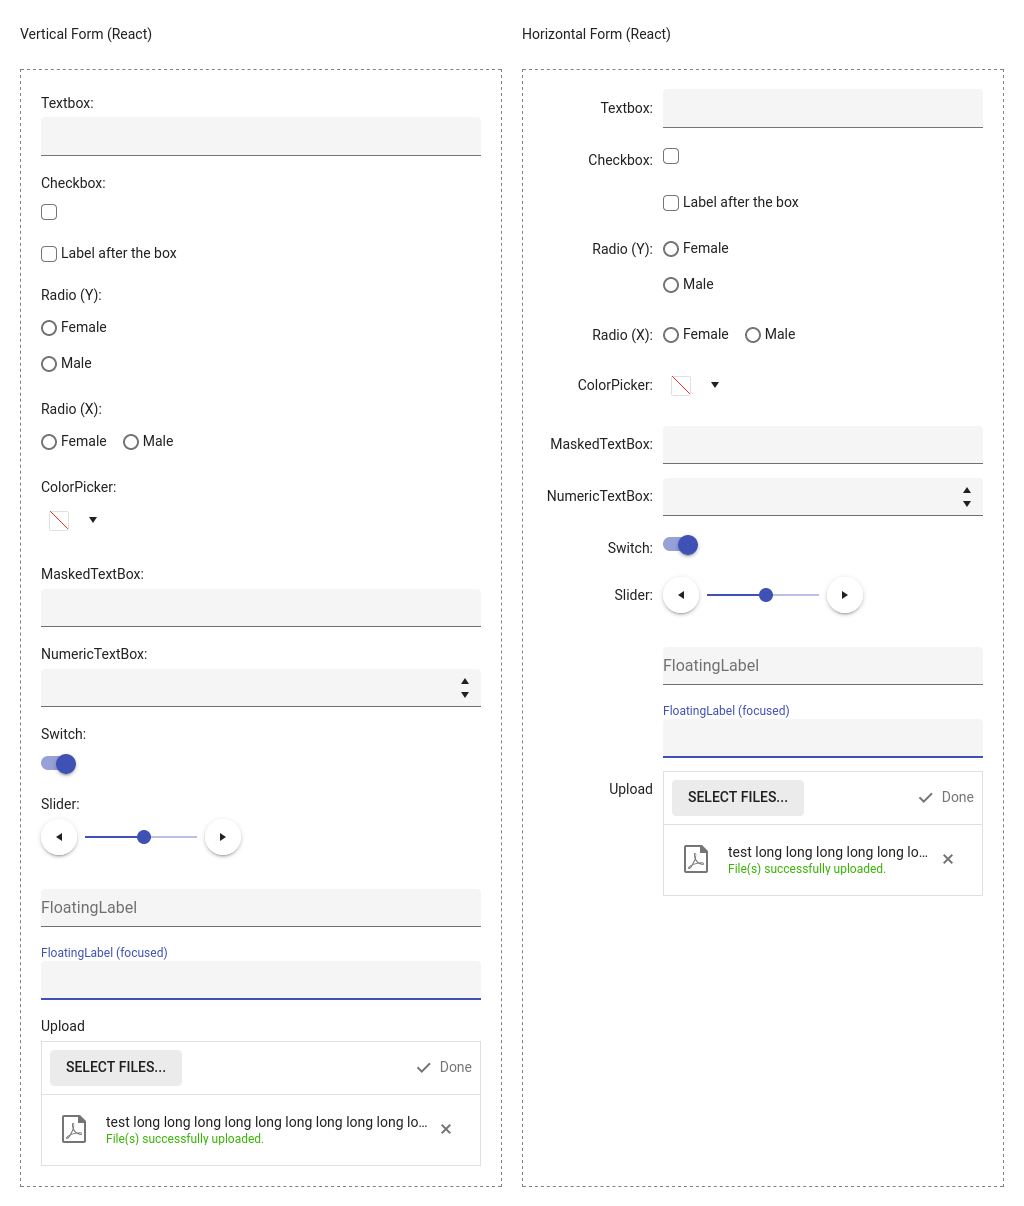 Vertical Form (React)
Textbox:
Checkbox:
Label after the box
Radio (Y):
Female
Male
Radio (X):
Female Male
ColorPicker:
MaskedTextBox:
NumericTextBox:
Switch:
Slider:
FloatingLabel
FloatingLabel (focused)
Upload
SELECT FILES... Done
test long long long long long long long long long lo...
File(s) successfully uploaded.
Horizontal Form (React)
Textbox:
Checkbox:
Label after the box
Radio (Y): Female
Male
Radio (X): Female Male
ColorPicker:
MaskedTextBox:
NumericTextBox:
Switch:
Slider:
FloatingLabel
FloatingLabel (focused)
Upload SELECT FILES... Done
test long long long long long lo...
File(s) successfully uploaded.